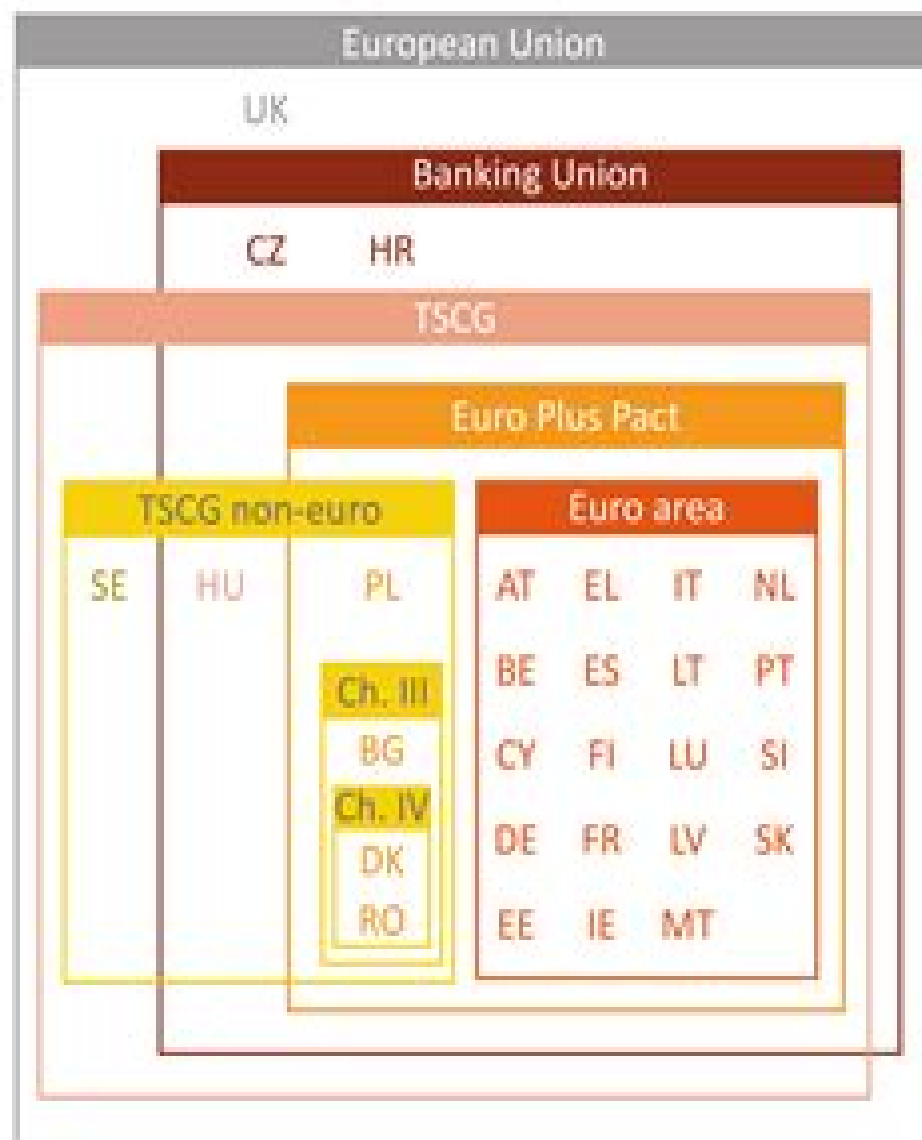 European Union
UK
Banking Union
CZ HR
TSCG
Euro Plus Pact
TSCG non-euro
Euro area
SE HU PL
AT EL IT NL
Ch. III
BE ES LT PT
BG
CY FI LU SI
Ch. IV
DE FR LV SK
DK
RO
EE IE MT